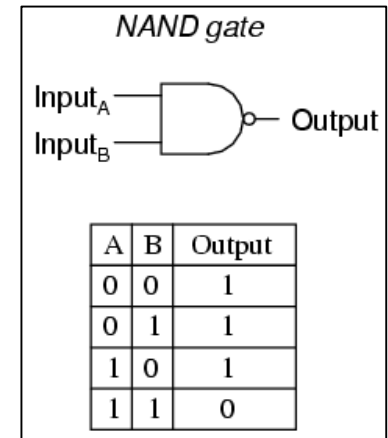 NAND gate
Input_A
Output
Input_B
A B Output
0 0 1
0 1 1
1 0 1
1 1 0